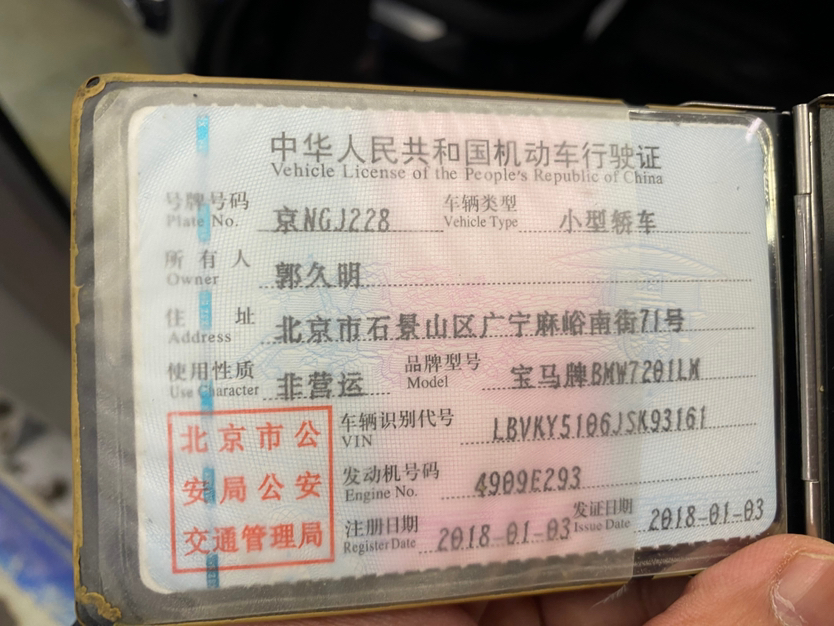 中华人民共和国机动车行驶证
Vehicle License of the People's Republic of China
号牌号码 Plate No. 京NGJ228 车辆类型 Vehicle Type 小型轿车
所有人 Owner 郭久明
住址 Address 北京市石景山区广宁麻峪南街71号
使用性质 Use Character 非营运 品牌型号 Model 宝马牌BMW7201LM
北京市公安局公安交通管理局
车辆识别代号 VIN LBVKY5106JSK93161
发动机号码 Engine No. 4909E293
注册日期 Register Date 2018-01-03 发证日期 Issue Date 2018-01-03